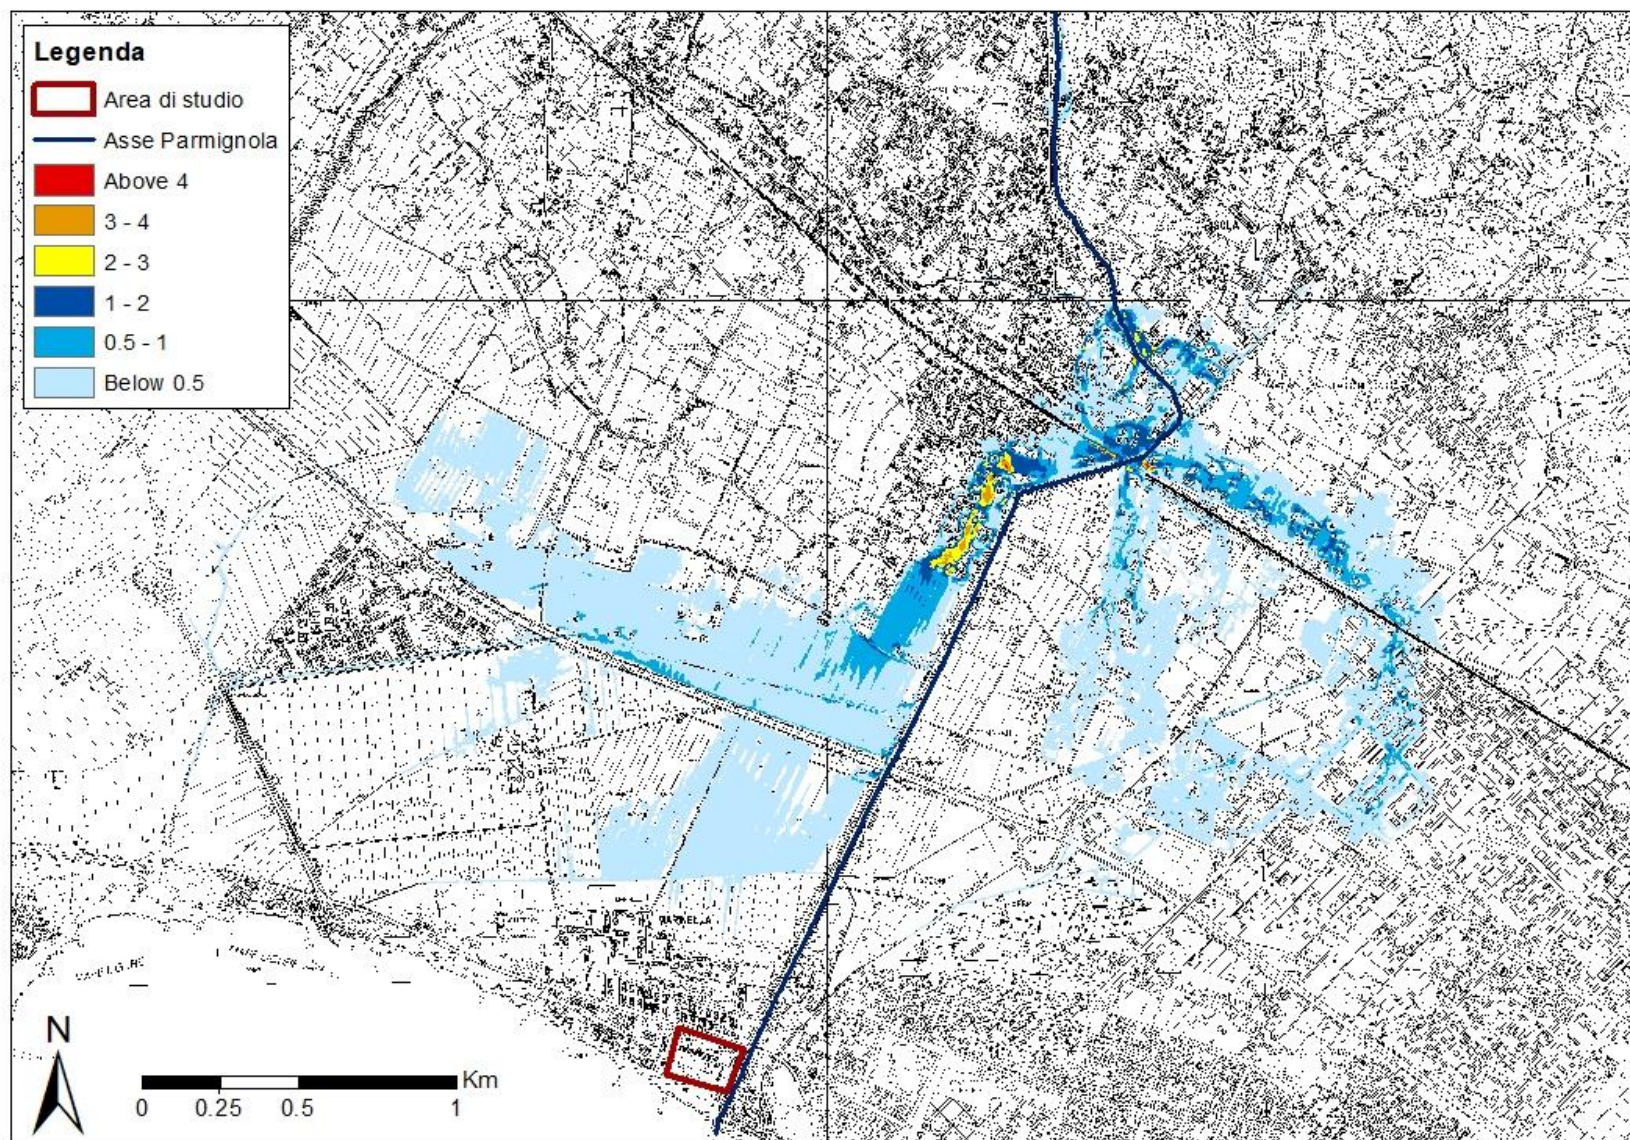 Legenda
Area di studio
Asse Parmignola
Above 4
3 - 4
2 - 3
1 - 2
0.5 - 1
Below 0.5
MARINELLA
N
Km
0 0.25 0.5 1